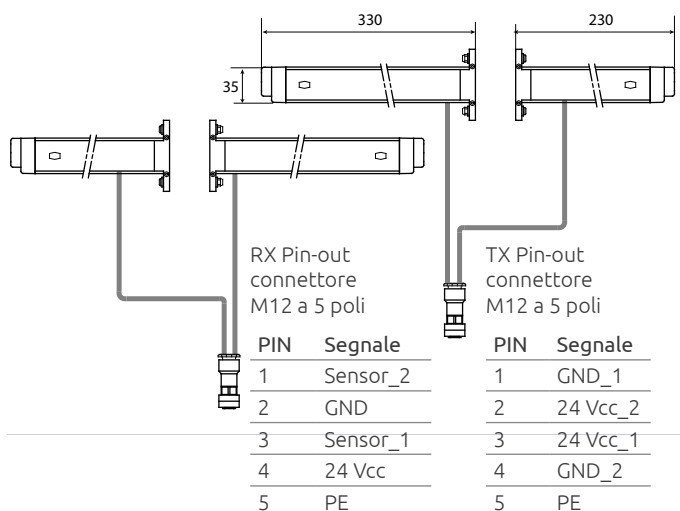 330
230
35
RX Pin-out
connettore
M12 a 5 poli
PIN Segnale
1 Sensor_2
2 GND
3 Sensor_1
4 24 Vcc
5 PE
TX Pin-out
connettore
M12 a 5 poli
PIN Segnale
1 GND_1
2 24 Vcc_2
3 24 Vcc_1
4 GND_2
5 PE